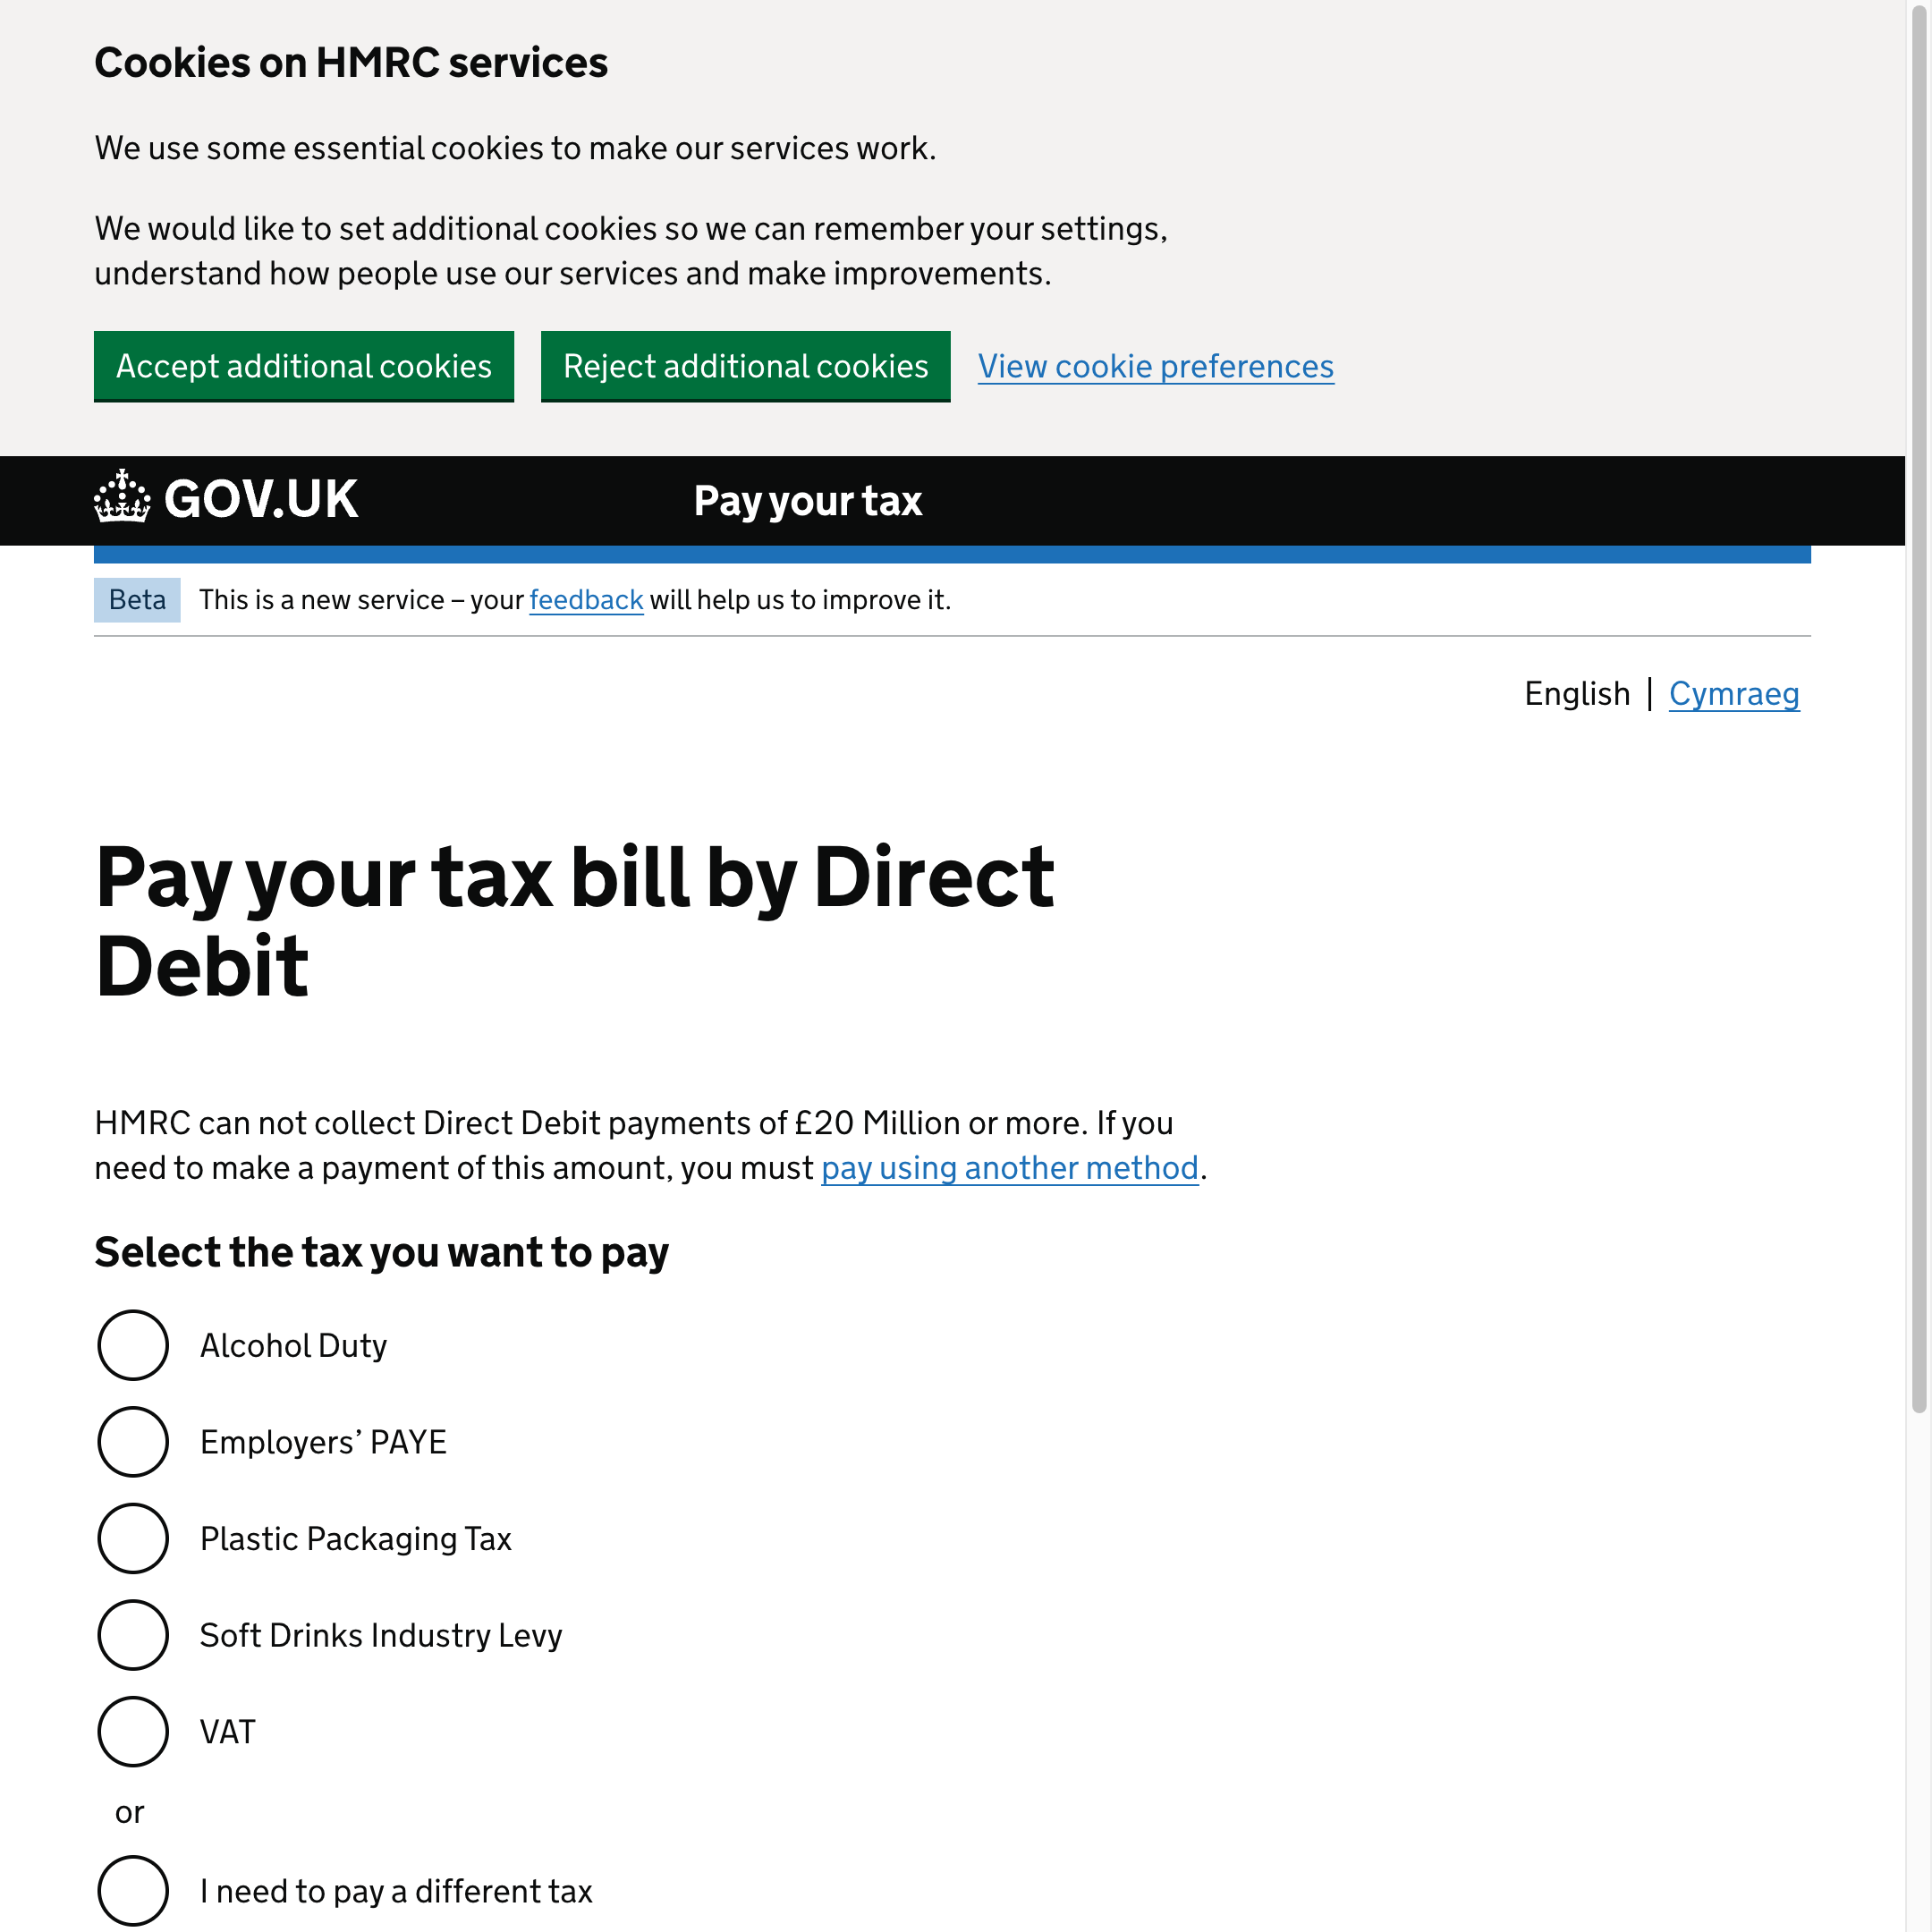 Cookies on HMRC services
We use some essential cookies to make our services work.
We would like to set additional cookies so we can remember your settings,
understand how people use our services and make improvements.
Accept additional cookies
Reject additional cookies
View cookie preferences
GOV.UK
Pay your tax
Beta
This is a new service – your feedback will help us to improve it.
English | Cymraeg
Pay your tax bill by Direct
Debit
HMRC can not collect Direct Debit payments of £20 Million or more. If you
need to make a payment of this amount, you must pay using another method.
Select the tax you want to pay
Alcohol Duty
Employers’ PAYE
Plastic Packaging Tax
Soft Drinks Industry Levy
VAT
or
I need to pay a different tax